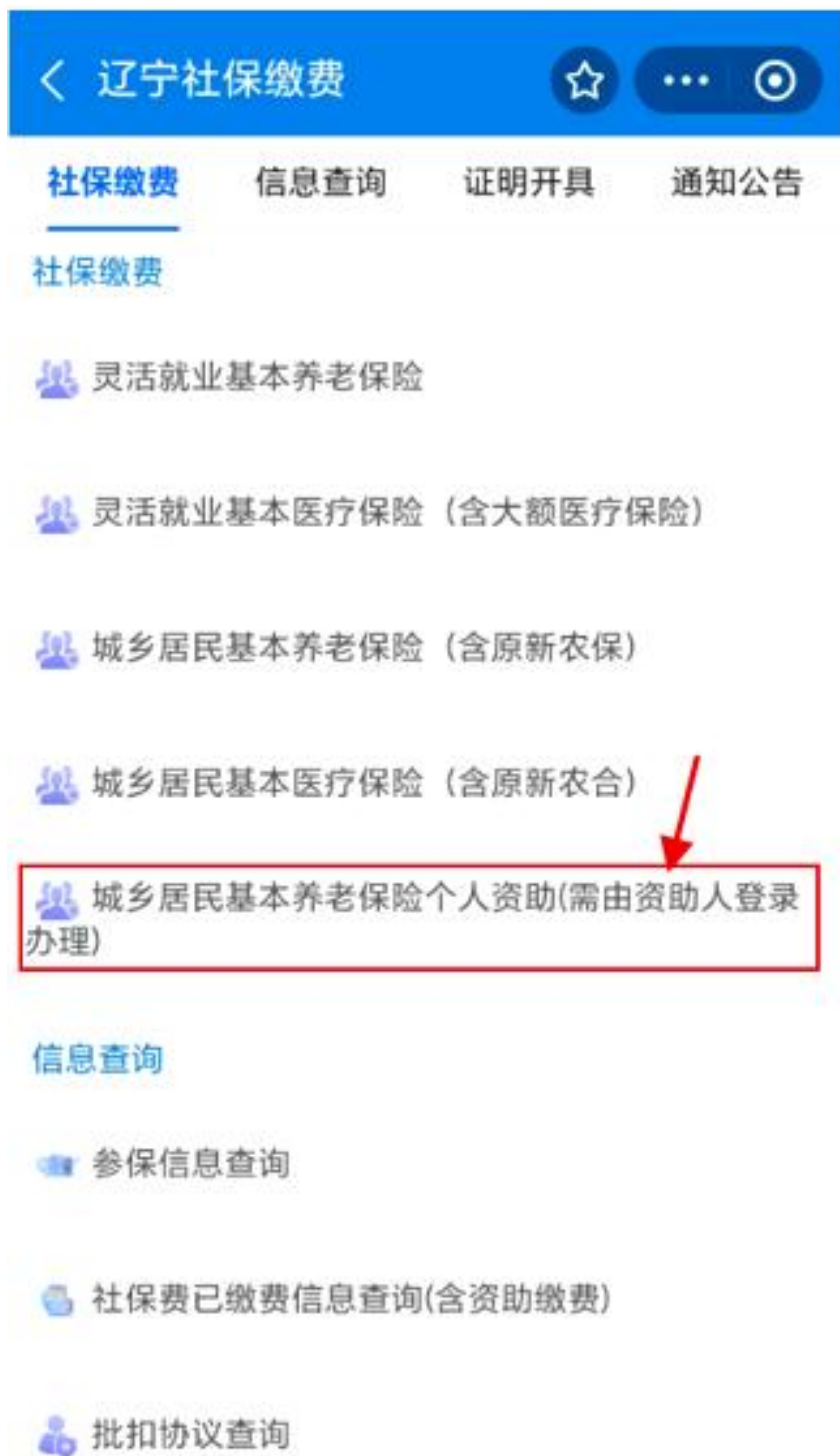 辽宁社保缴费
社保缴费 信息查询 证明开具 通知公告
社保缴费
灵活就业基本养老保险
灵活就业基本医疗保险（含大额医疗保险）
城乡居民基本养老保险（含原新农保）
城乡居民基本医疗保险（含原新农合）
城乡居民基本养老保险个人资助(需由资助人登录
办理)
信息查询
参保信息查询
社保费已缴费信息查询(含资助缴费)
批扣协议查询